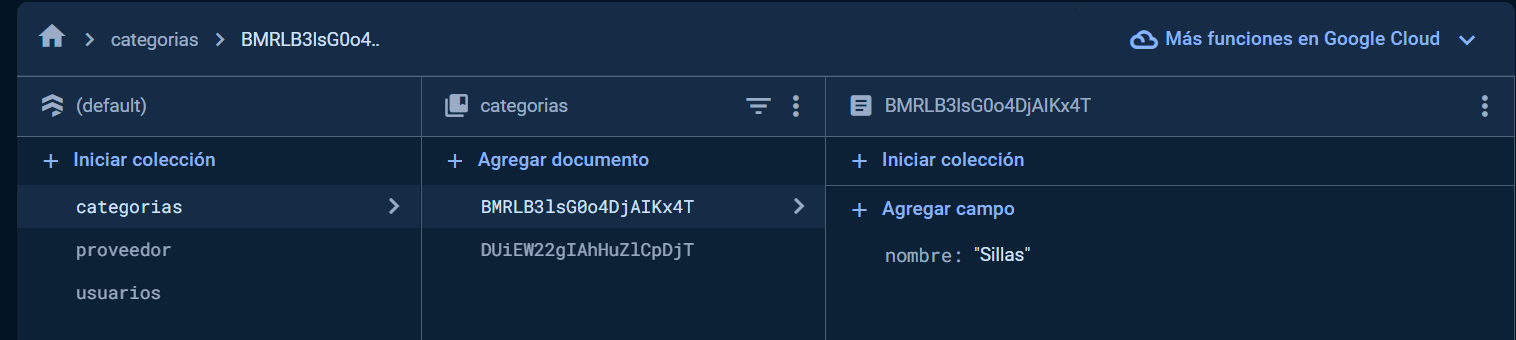 categorias BMRLB3lsG0o4.. Más funciones en Google Cloud
(default) categorias BMRLB3lsG0o4DjAIKx4T
Iniciar colección Agregar documento Iniciar colección
categorias BMRLB3lsG0o4DjAIKx4T Agregar campo
proveedor DUiEW22gIAhHuZlCpDjT nombre: "Sillas"
usuarios